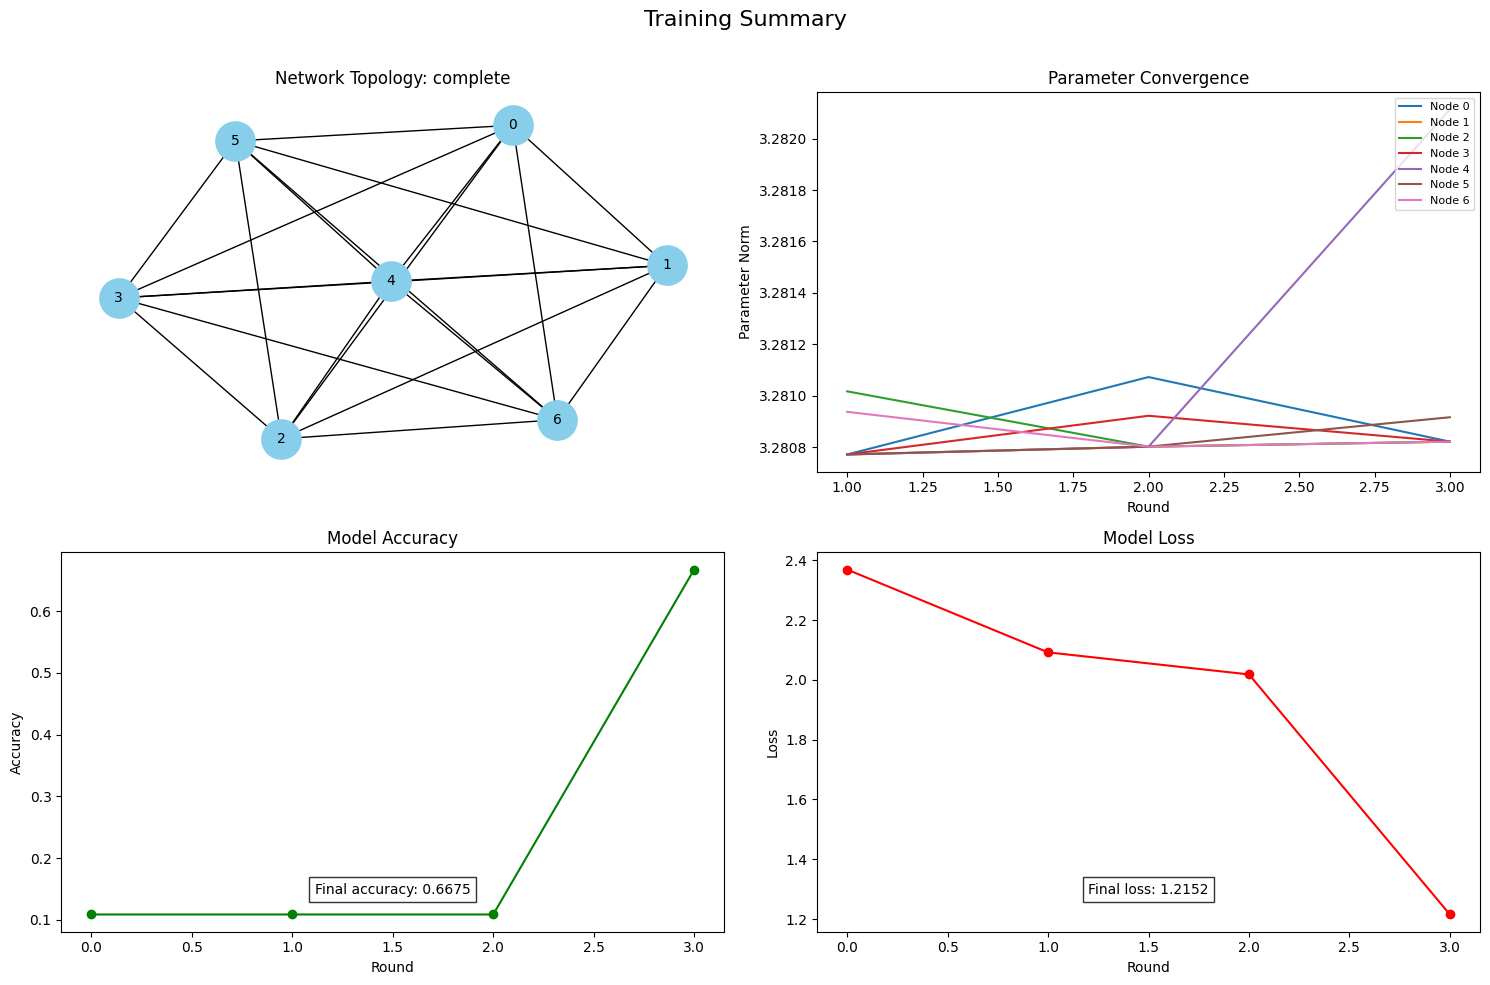 Training Summary
Network Topology: complete
5
0
1
4
3
6
2
Parameter Convergence
Parameter Norm
3.2820
3.2818
3.2816
3.2814
3.2812
3.2810
3.2808
Node 0
Node 1
Node 2
Node 3
Node 4
Node 5
Node 6
1.00 1.25 1.50 1.75 2.00 2.25 2.50 2.75 3.00
Round
Model Accuracy
Accuracy
0.6
0.5
0.4
0.3
0.2
0.1
Final accuracy: 0.6675
0.0 0.5 1.0 1.5 2.0 2.5 3.0
Round
Model Loss
Loss
2.4
2.2
2.0
1.8
1.6
1.4
1.2
Final loss: 1.2152
0.0 0.5 1.0 1.5 2.0 2.5 3.0
Round